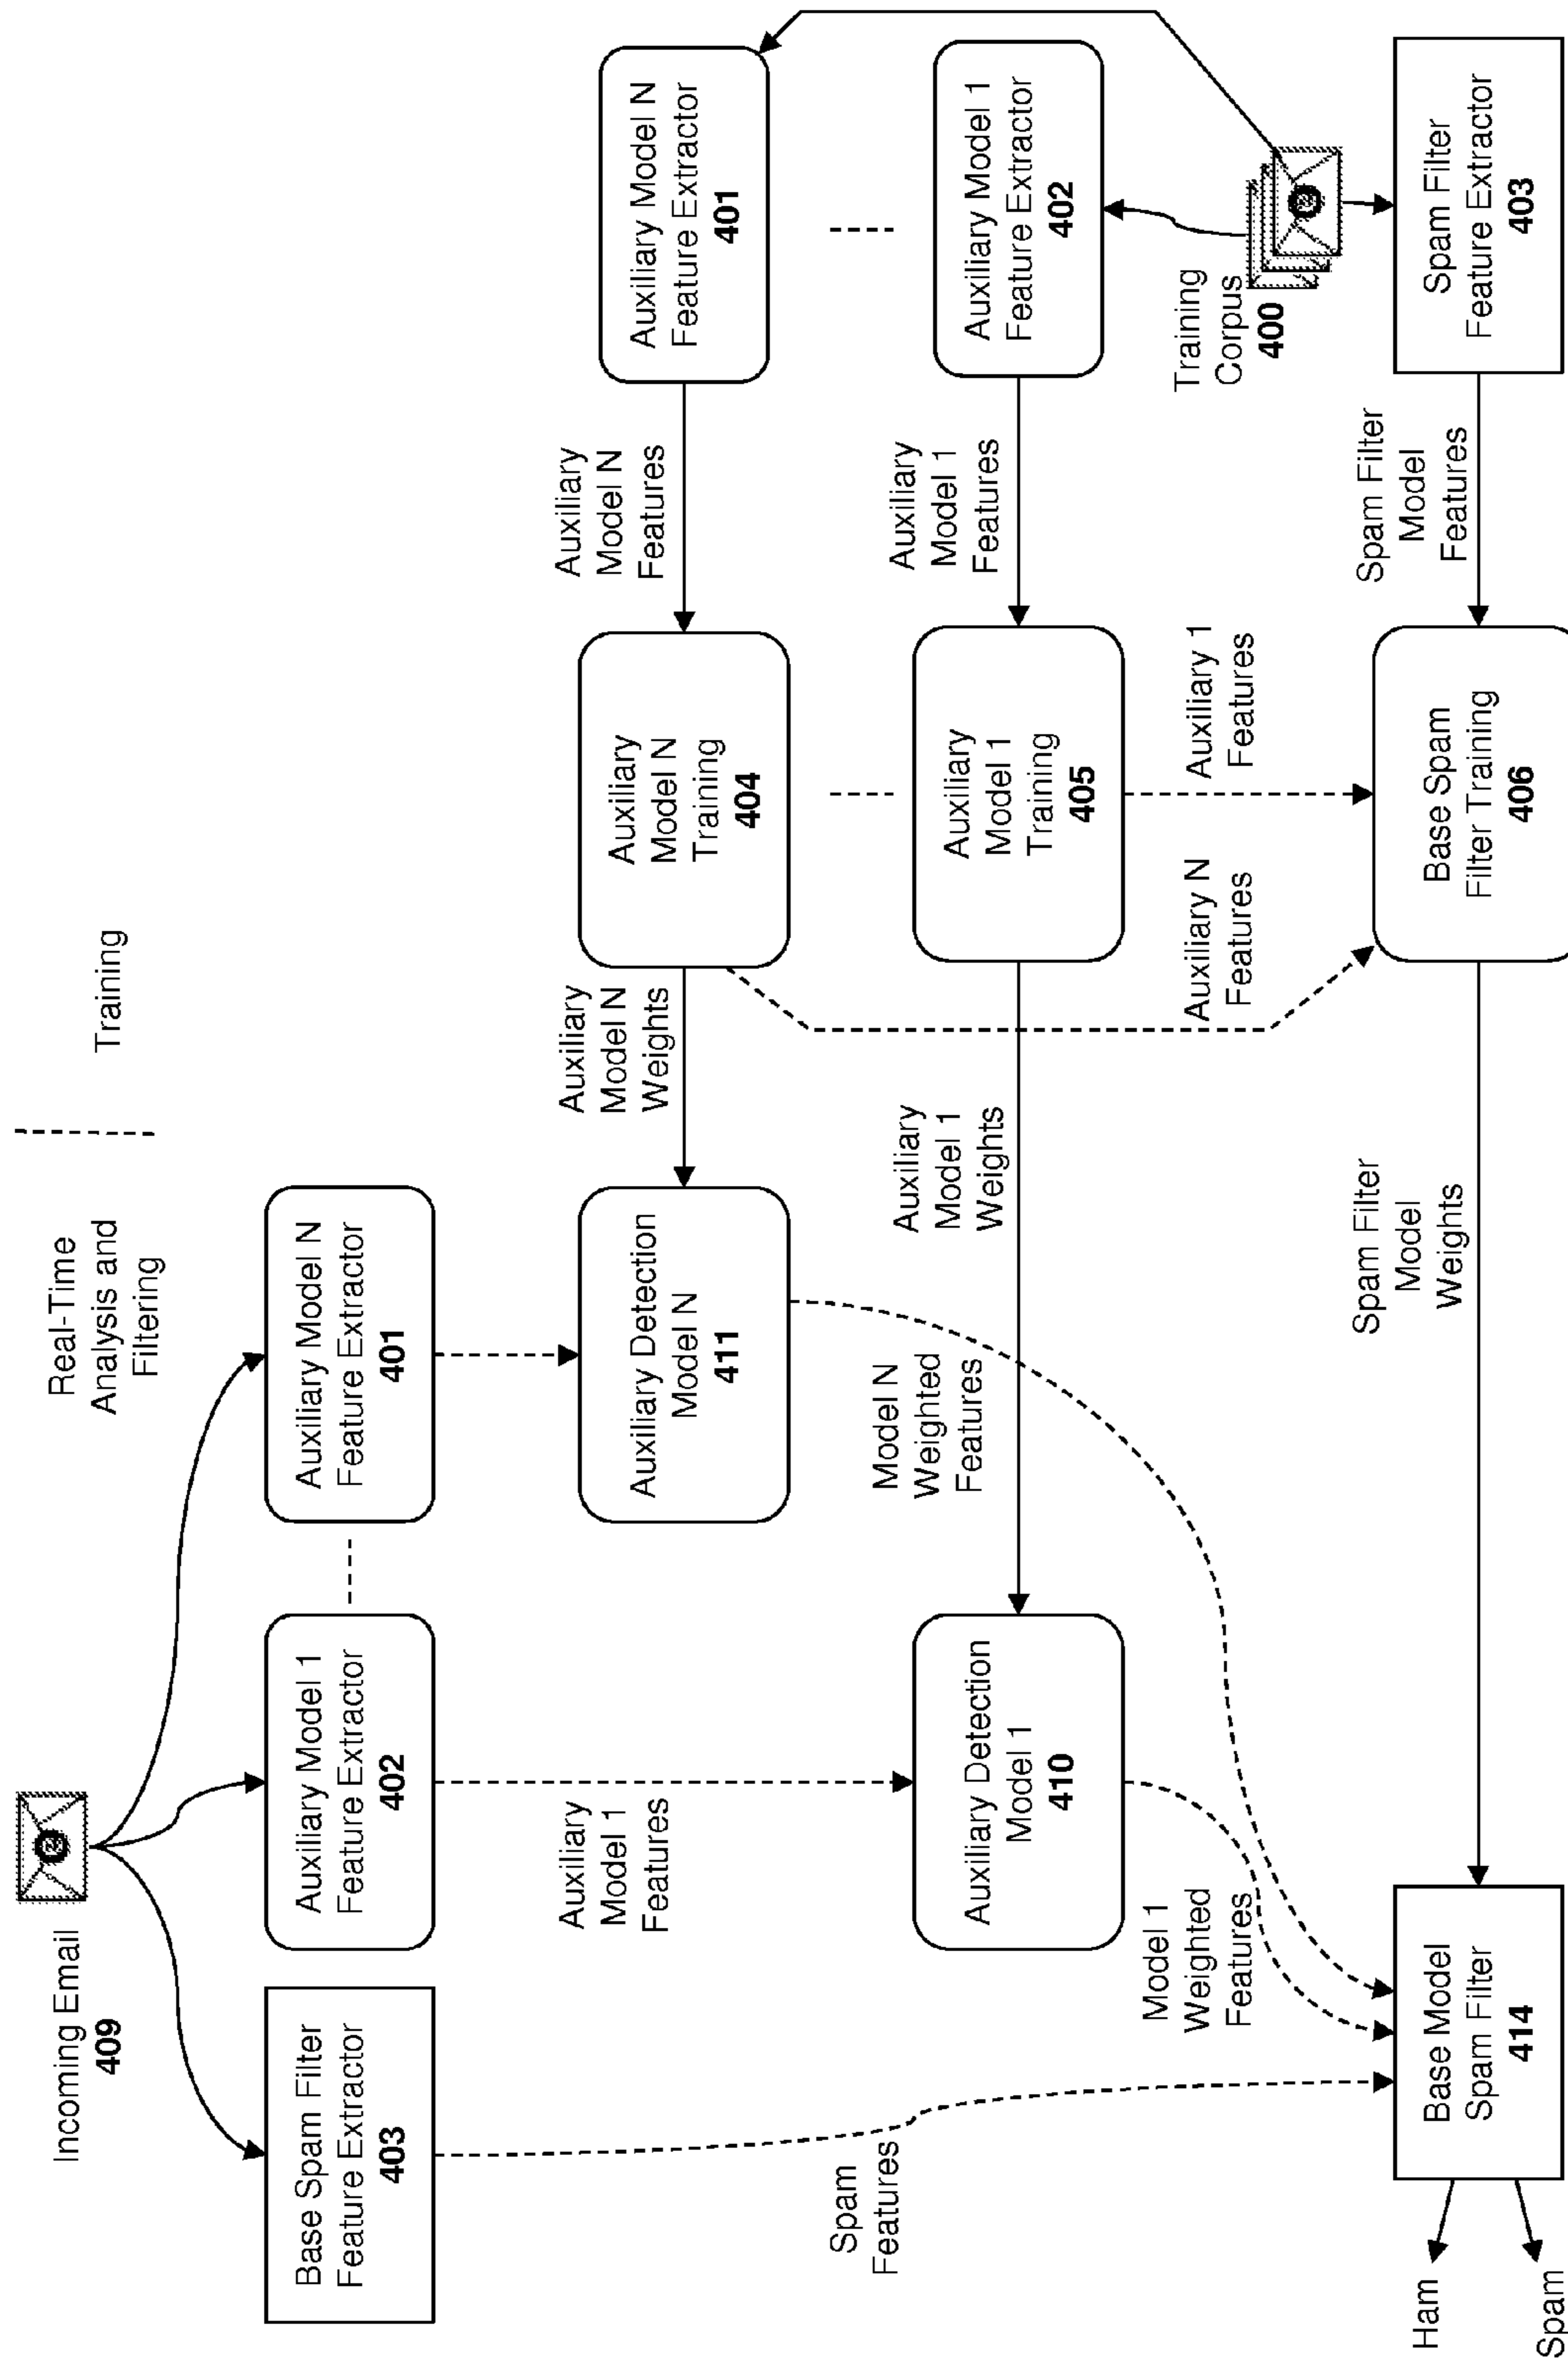 Real-Time
Analysis and
Filtering
Training
Incoming Email
409
Base Spam Filter
Feature Extractor
403
Auxiliary Model 1
Feature Extractor
402
Auxiliary Model N
Feature Extractor
401
Auxiliary
Model 1
Features
Auxiliary Detection
Model N
411
Auxiliary
Model N
Weights
Auxiliary
Model N
Training
404
Auxiliary
Model N
Features
Auxiliary Model N
Feature Extractor
401
Spam
Features
Auxiliary Detection
Model 1
410
Model N
Weighted
Features
Auxiliary
Model 1
Weights
Auxiliary
Model 1
Training
405
Auxiliary
Model 1
Features
Auxiliary Model 1
Feature Extractor
402
Model 1
Weighted
Features
Auxiliary N
Features
Auxiliary 1
Features
Training
Corpus
400
Ham
Spam
Base Model
Spam Filter
414
Spam Filter
Model
Weights
Base Spam
Filter Training
406
Spam Filter
Model
Features
Spam Filter
Feature Extractor
403